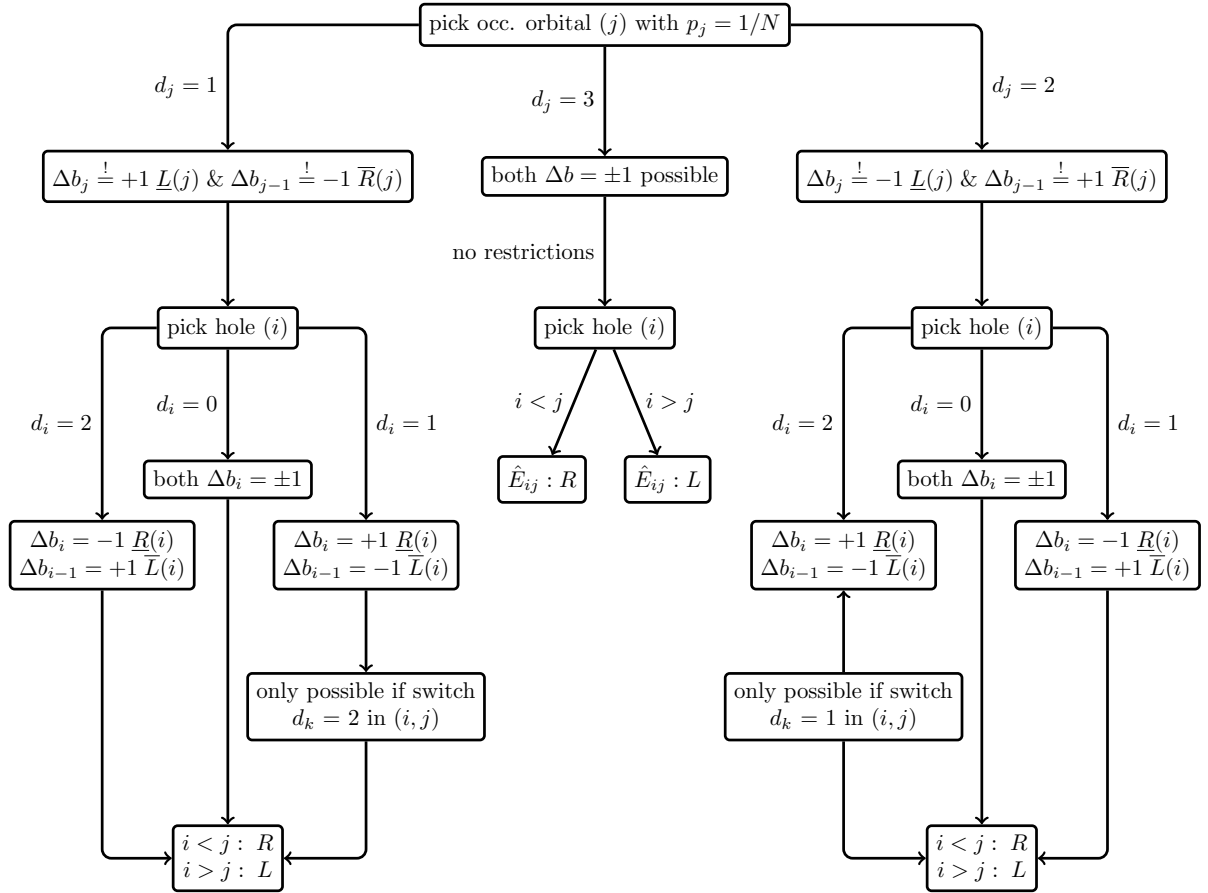 pick occ. orbital (j) with p_j = 1/N
d_j = 1
d_j = 3
d_j = 2
Δb_j =! +1 L̲(j) & Δb_{j−1} =! −1 R̅(j)
both Δb = ±1 possible
Δb_j =! −1 L̲(j) & Δb_{j−1} =! +1 R̅(j)
no restrictions
pick hole (i)
pick hole (i)
pick hole (i)
d_i = 2
d_i = 0
d_i = 1
i < j
i > j
d_i = 2
d_i = 0
d_i = 1
both Δb_i = ±1
Ê_{ij} : R
Ê_{ij} : L
both Δb_i = ±1
Δb_i = −1 R̲(i)
Δb_{i−1} = +1 L̅(i)
Δb_i = +1 R̲(i)
Δb_{i−1} = −1 L̅(i)
Δb_i = +1 R̲(i)
Δb_{i−1} = −1 L̅(i)
Δb_i = −1 R̲(i)
Δb_{i−1} = +1 L̅(i)
only possible if switch
d_k = 2 in (i, j)
only possible if switch
d_k = 1 in (i, j)
i < j : R
i > j : L
i < j : R
i > j : L